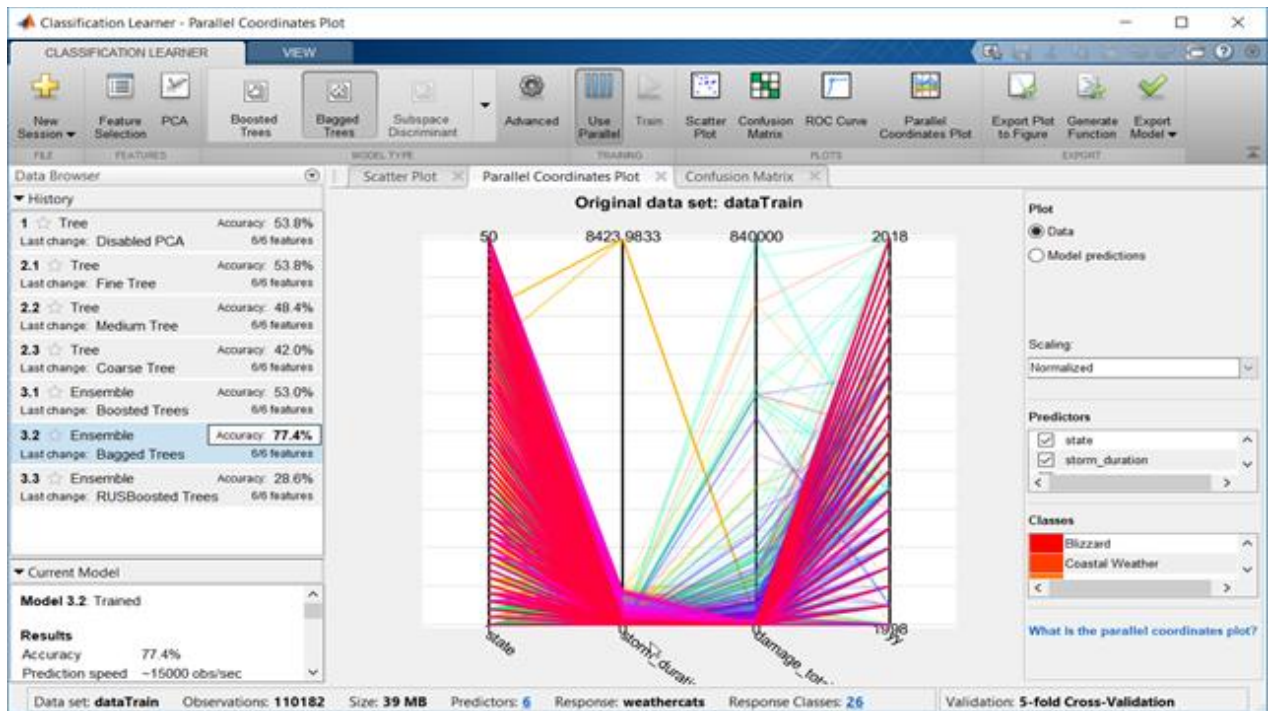 Classification Learner - Parallel Coordinates Plot
CLASSIFICATION LEARNER VIEW
New Session Feature Selection PCA Boosted Trees Bagged Trees Subspace Discriminant Advanced Use Parallel Train Scatter Plot Confusion Matrix ROC Curve Parallel Coordinates Plot Export Plot to Figure Generate Function Export Model
FILE FEATURES MODEL TYPE TRAINING PLOTS EXPORT
Data Browser
History
1 Tree Accuracy: 53.8%
Last change: Disabled PCA 6/6 features
2.1 Tree Accuracy: 53.8%
Last change: Fine Tree 6/6 features
2.2 Tree Accuracy: 48.4%
Last change: Medium Tree 6/6 features
2.3 Tree Accuracy: 42.0%
Last change: Coarse Tree 6/6 features
3.1 Ensemble Accuracy: 53.0%
Last change: Boosted Trees 6/6 features
3.2 Ensemble Accuracy: 77.4%
Last change: Bagged Trees 6/6 features
3.3 Ensemble Accuracy: 28.6%
Last change: RUSBoosted Trees 6/6 features
Current Model
Model 3.2: Trained
Results
Accuracy 77.4%
Prediction speed ~15000 obs/sec
Scatter Plot Parallel Coordinates Plot Confusion Matrix
Original data set: dataTrain
50 8423.9833 840000 2018
1998
state storm_durati damage_tot yy
Plot
Data
Model predictions
Scaling:
Normalized
Predictors
state
storm_duration
Classes
Blizzard
Coastal Weather
What is the parallel coordinates plot?
Data set: dataTrain Observations: 110182 Size: 39 MB Predictors: 6 Response: weathercats Response Classes: 26 Validation: 5-fold Cross-Validation